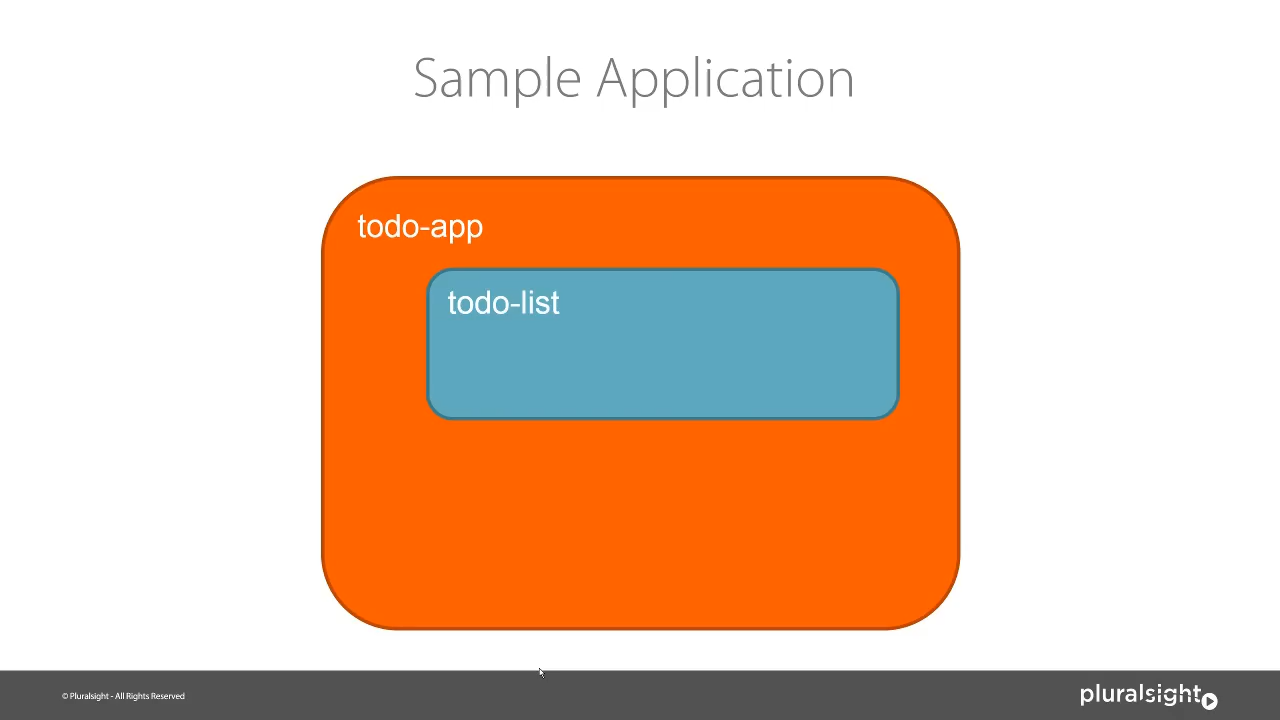 Sample Application
todo-app
todo-list
© Pluralsight - All Rights Reserved
pluralsight